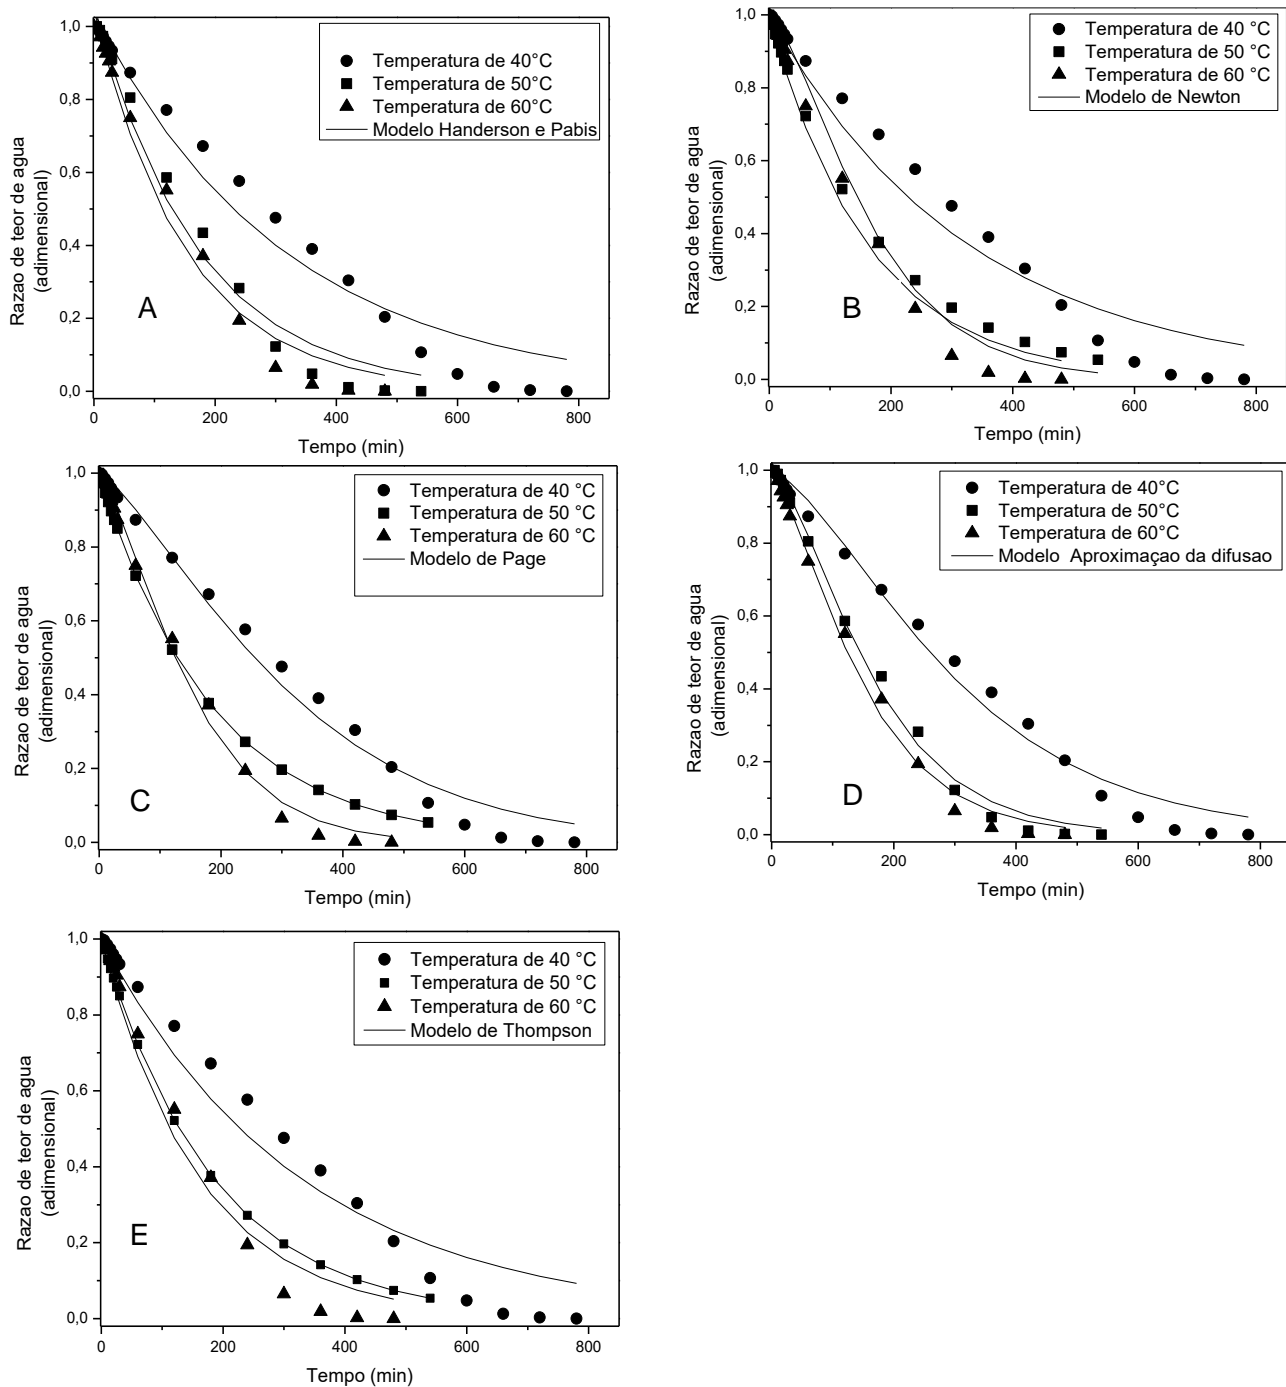 1,0
0,8
0,6
0,4
0,2
0,0
Razao de teor de agua
(adimensional)
Temperatura de 40°C
Temperatura de 50°C
Temperatura de 60°C
Modelo Handerson e Pabis
A
0
200
400
600
800
Tempo (min)
1,0
0,8
0,6
0,4
0,2
0,0
Razao de teor de agua
(adimensional)
Temperatura de 40 °C
Temperatura de 50 °C
Temperatura de 60 °C
Modelo de Newton
B
0
200
400
600
800
Tempo (min)
1,0
0,8
0,6
0,4
0,2
0,0
Razao de teor de agua
(adimensional)
Temperatura de 40 °C
Temperatura de 50 °C
Temperatura de 60 °C
Modelo de Page
C
0
200
400
600
800
Tempo (min)
1,0
0,8
0,6
0,4
0,2
0,0
Razao de teor de agua
(adimensional)
Temperatura de 40°C
Temperatura de 50°C
Temperatura de 60°C
Modelo Aproximaçao da difusao
D
0
200
400
600
800
Tempo (min)
1,0
0,8
0,6
0,4
0,2
0,0
Razao de teor de agua
(adimensional)
Temperatura de 40 °C
Temperatura de 50 °C
Temperatura de 60 °C
Modelo de Thompson
E
0
200
400
600
800
Tempo (min)